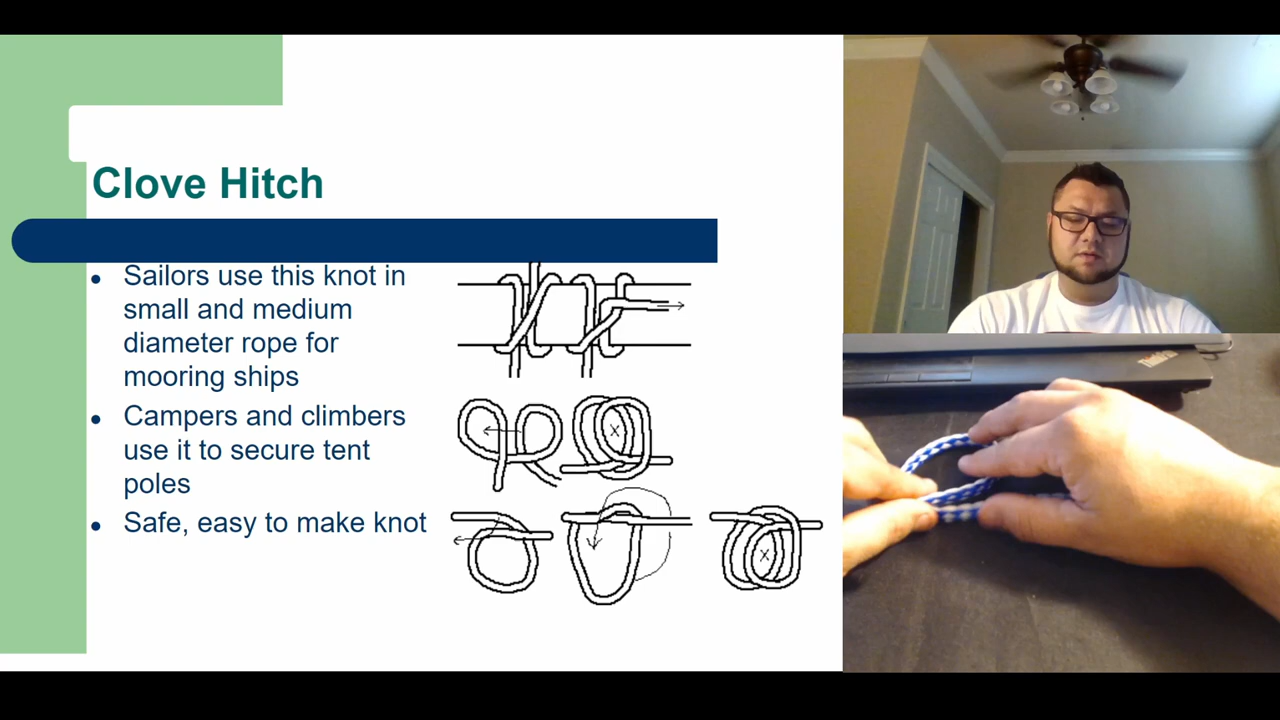 Clove Hitch
• Sailors use this knot in
small and medium
diameter rope for
mooring ships
• Campers and climbers
use it to secure tent
poles
• Safe, easy to make knot
X
X
X